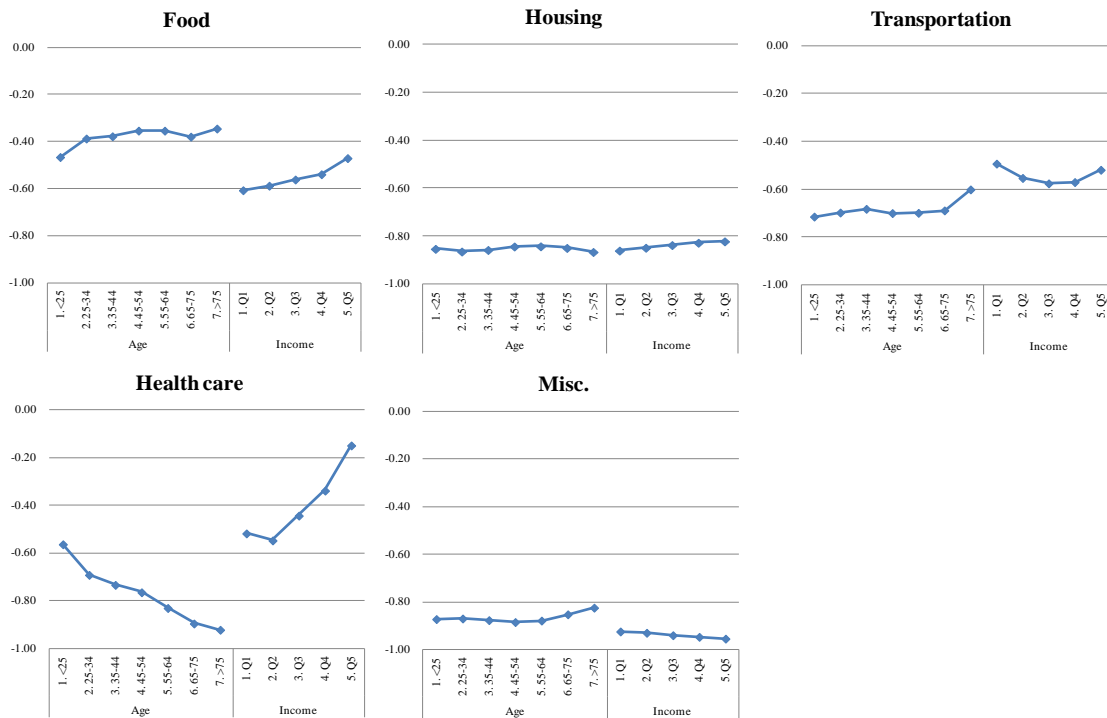 Food
0.00
-0.20
-0.40
-0.60
-0.80
-1.00
1. <25
2. 25-34
3. 35-44
4. 45-54
5. 55-64
6. 65-75
7. >75
1. Q1
2. Q2
3. Q3
4. Q4
5. Q5
Age
Income
Housing
0.00
-0.20
-0.40
-0.60
-0.80
-1.00
1. <25
2. 25-34
3. 35-44
4. 45-54
5. 55-64
6. 65-75
7. >75
1. Q1
2. Q2
3. Q3
4. Q4
5. Q5
Age
Income
Transportation
0.00
-0.20
-0.40
-0.60
-0.80
-1.00
1. <25
2. 25-34
3. 35-44
4. 45-54
5. 55-64
6. 65-75
7. >75
1. Q1
2. Q2
3. Q3
4. Q4
5. Q5
Age
Income
Health care
0.00
-0.20
-0.40
-0.60
-0.80
-1.00
1. <25
2. 25-34
3. 35-44
4. 45-54
5. 55-64
6. 65-75
7. >75
1. Q1
2. Q2
3. Q3
4. Q4
5. Q5
Age
Income
Misc.
0.00
-0.20
-0.40
-0.60
-0.80
-1.00
1. <25
2. 25-34
3. 35-44
4. 45-54
5. 55-64
6. 65-75
7. >75
1. Q1
2. Q2
3. Q3
4. Q4
5. Q5
Age
Income